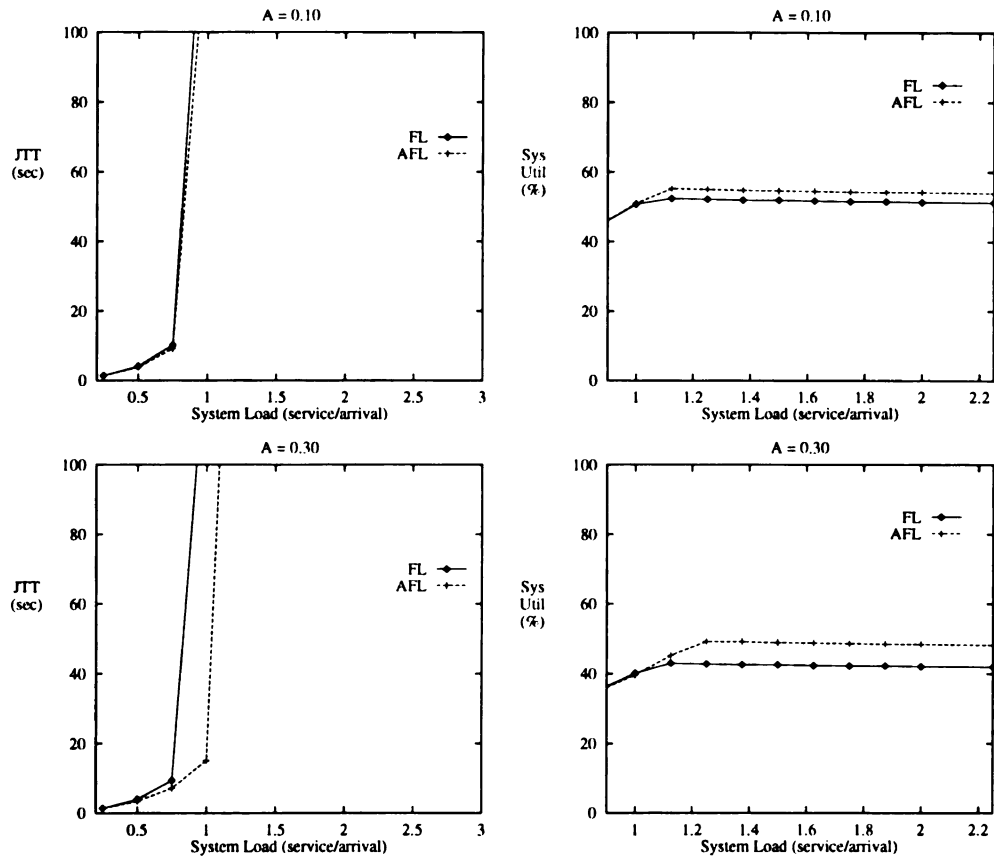 A = 0.10
100
80
60
40
20
0
JTT
(sec)
FL
AFL
0.5 1 1.5 2 2.5 3
System Load (service/arrival)
A = 0.10
100
80
60
40
20
0
Sys
Util
(%)
FL
AFL
1 1.2 1.4 1.6 1.8 2 2.2
System Load (service/arrival)
A = 0.30
100
80
60
40
20
0
JTT
(sec)
FL
AFL
0.5 1 1.5 2 2.5 3
System Load (service/arrival)
A = 0.30
100
80
60
40
20
0
Sys
Util
(%)
FL
AFL
1 1.2 1.4 1.6 1.8 2 2.2
System Load (service/arrival)